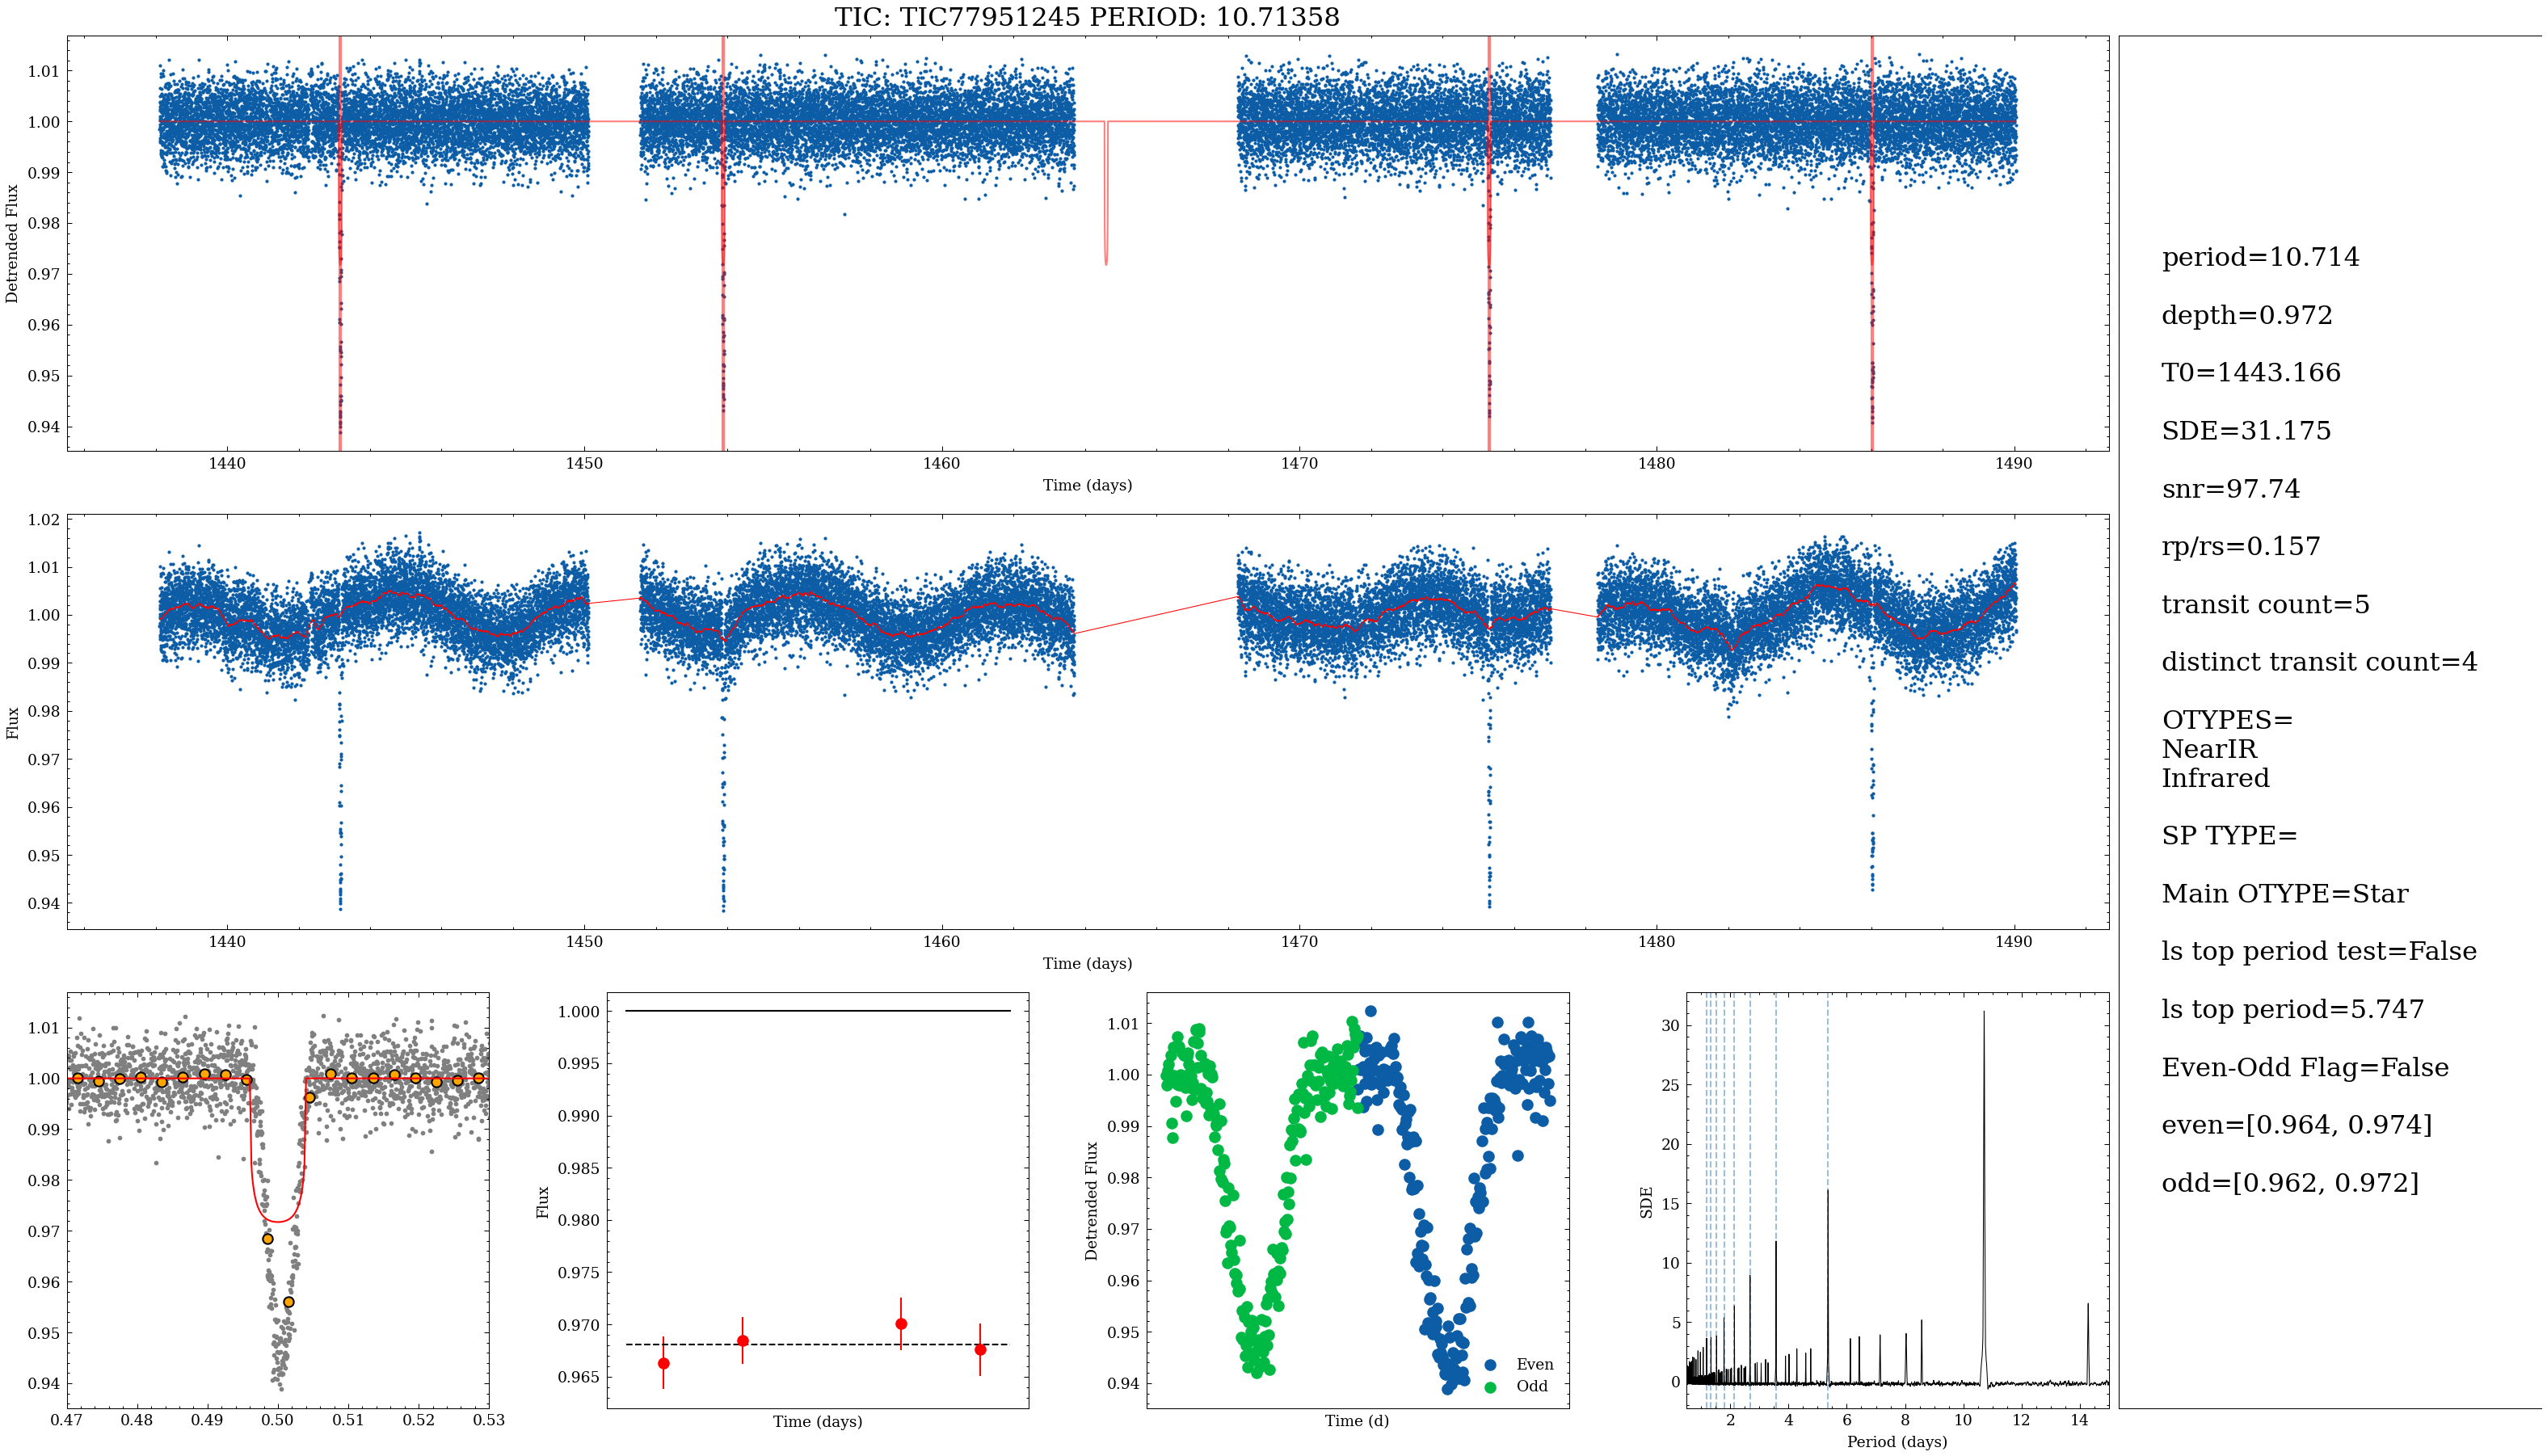 TIC: TIC77951245 PERIOD: 10.71358
Detrended Flux
1.01
1.00
0.99
0.98
0.97
0.96
0.95
0.94
1440 1450 1460 1470 1480 1490
Time (days)
Flux
1.02
1.01
1.00
0.99
0.98
0.97
0.96
0.95
0.94
1440 1450 1460 1470 1480 1490
Time (days)
1.01
1.00
0.99
0.98
0.97
0.96
0.95
0.94
0.47 0.48 0.49 0.50 0.51 0.52 0.53
Flux
1.000
0.995
0.990
0.985
0.980
0.975
0.970
0.965
Time (days)
Detrended Flux
1.01
1.00
0.99
0.98
0.97
0.96
0.95
0.94
Even
Odd
Time (d)
SDE
30
25
20
15
10
5
0
2 4 6 8 10 12 14
Period (days)
period=10.714
depth=0.972
T0=1443.166
SDE=31.175
snr=97.74
rp/rs=0.157
transit count=5
distinct transit count=4
OTYPES=
NearIR
Infrared
SP TYPE=
Main OTYPE=Star
ls top period test=False
ls top period=5.747
Even-Odd Flag=False
even=[0.964, 0.974]
odd=[0.962, 0.972]